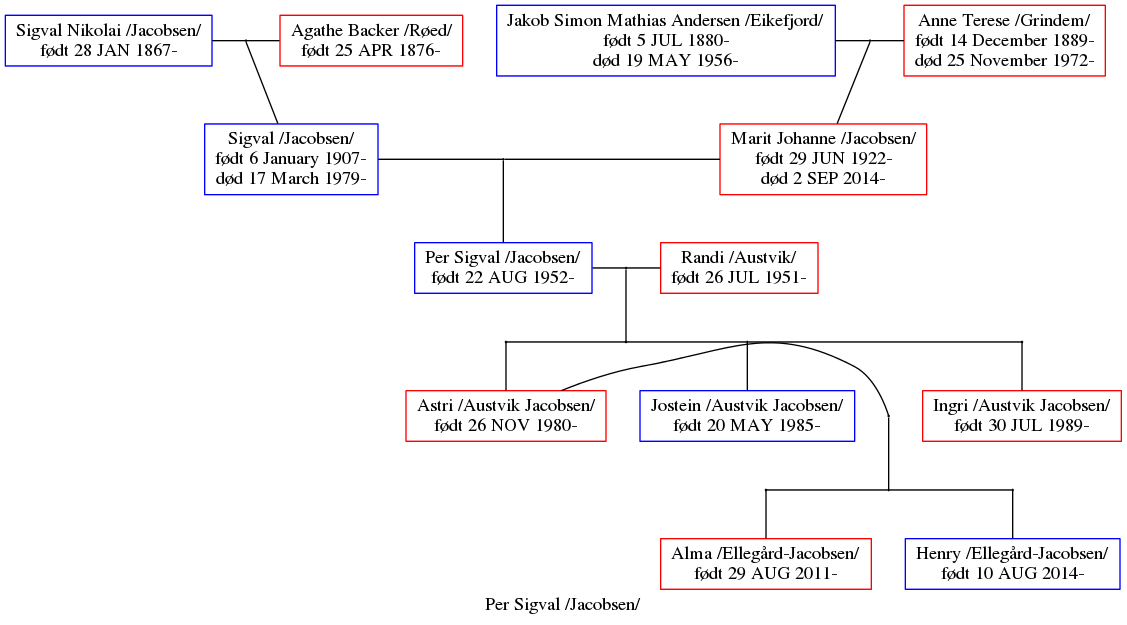 Sigval Nikolai /Jacobsen/
født 28 JAN 1867-
Agathe Backer /Røed/
født 25 APR 1876-
Jakob Simon Mathias Andersen /Eikefjord/
født 5 JUL 1880-
død 19 MAY 1956-
Anne Terese /Grindem/
født 14 December 1889-
død 25 November 1972-
Sigval /Jacobsen/
født 6 January 1907-
død 17 March 1979-
Marit Johanne /Jacobsen/
født 29 JUN 1922-
død 2 SEP 2014-
Per Sigval /Jacobsen/
født 22 AUG 1952-
Randi /Austvik/
født 26 JUL 1951-
Astri /Austvik Jacobsen/
født 26 NOV 1980-
Jostein /Austvik Jacobsen/
født 20 MAY 1985-
Ingri /Austvik Jacobsen/
født 30 JUL 1989-
Alma /Ellegård-Jacobsen/
født 29 AUG 2011-
Henry /Ellegård-Jacobsen/
født 10 AUG 2014-
Per Sigval /Jacobsen/